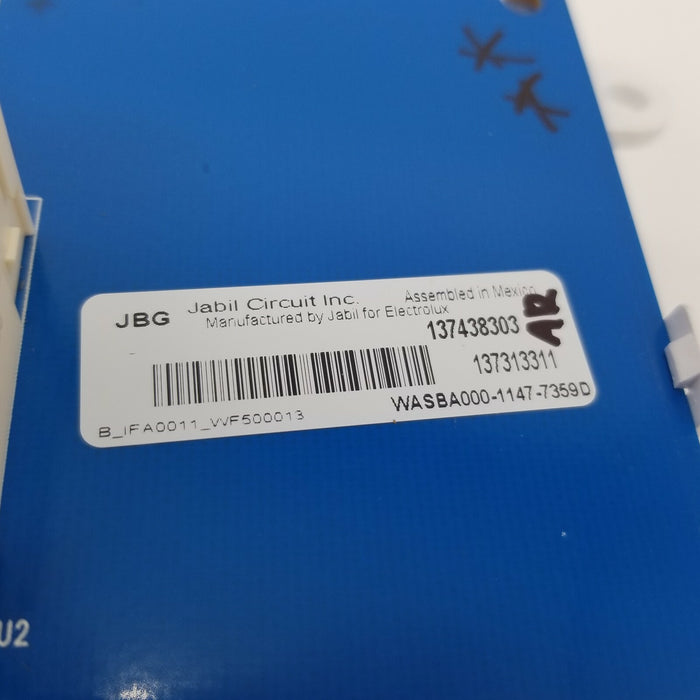 JBG Jabil Circuit Inc. Assembled in Mexico
Manufactured by Jabil for Electrolux
137438303
AR
137313311
WASBA000-1147-7359D
B_IFA0011_WF500013
U2